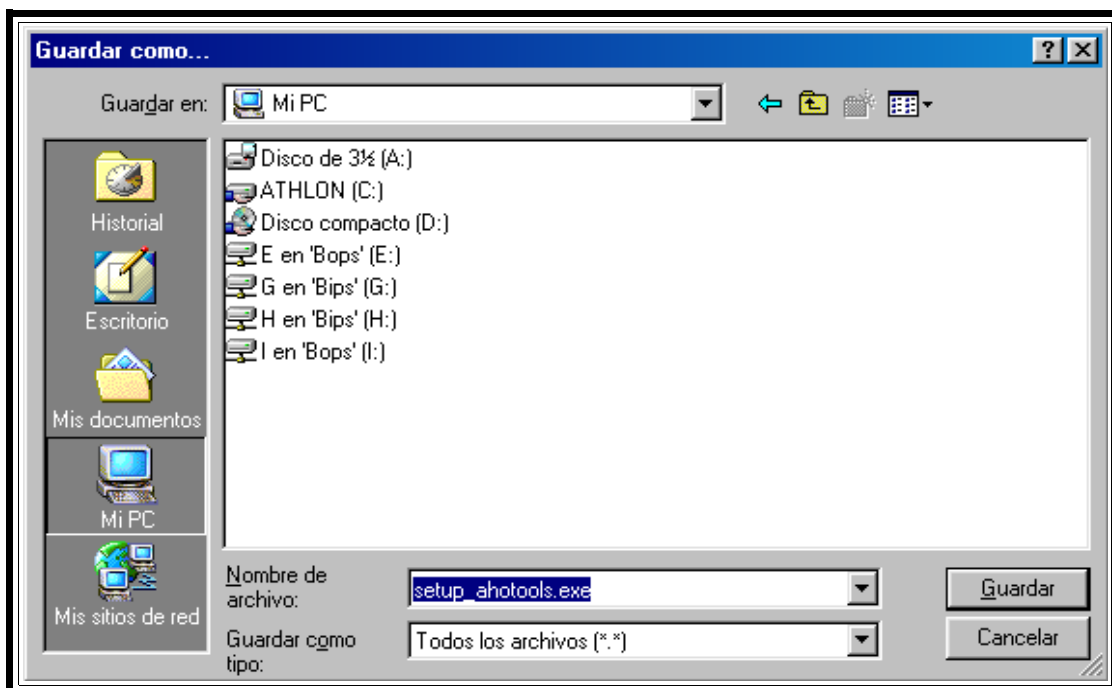 Guardar como...
Guardar en:
Mi PC
Historial
Escritorio
Mis documentos
Mi PC
Mis sitios de red
Disco de 3½ (A:)
ATHLON (C:)
Disco compacto (D:)
E en 'Bops' (E:)
G en 'Bips' (G:)
H en 'Bips' (H:)
I en 'Bops' (I:)
Nombre de
archivo:
setup_ahotools.exe
Guardar
Guardar como
tipo:
Todos los archivos (*.*)
Cancelar